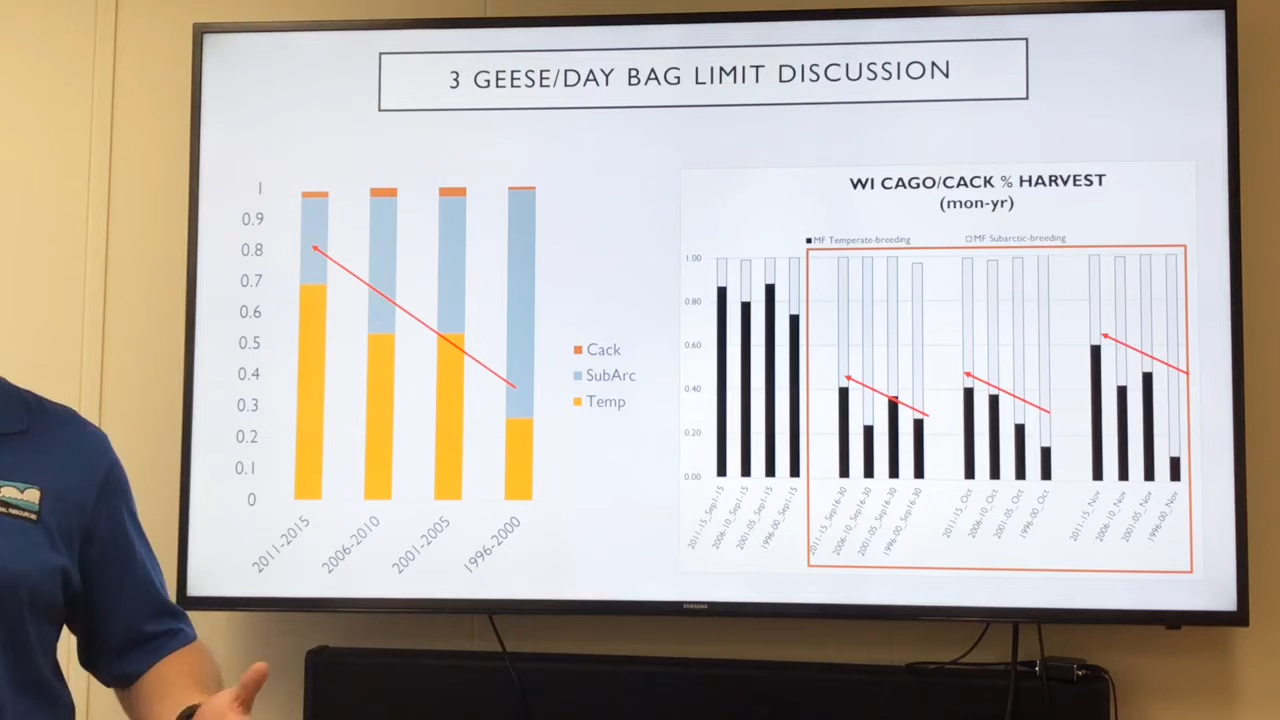 3 GEESE/DAY BAG LIMIT DISCUSSION
1
0.9
0.8
0.7
0.6
0.5
0.4
0.3
0.2
0.1
0
2011-2015
2006-2010
2001-2005
1996-2000
Cack
SubArc
Temp
WI CAGO/CACK % HARVEST
(mon-yr)
MF Temperate-breeding
MF Subarctic-breeding
1.00
0.80
0.60
0.40
0.20
0.00
2011-15_Sep1-15
2006-10_Sep1-15
2001-05_Sep1-15
1996-00_Sep1-15
2011-15_Sep16-30
2006-10_Sep16-30
2001-05_Sep16-30
1996-00_Sep16-30
2011-15_Oct
2006-10_Oct
2001-05_Oct
1996-00_Oct
2011-15_Nov
2006-10_Nov
2001-05_Nov
1996-00_Nov
SAMSUNG